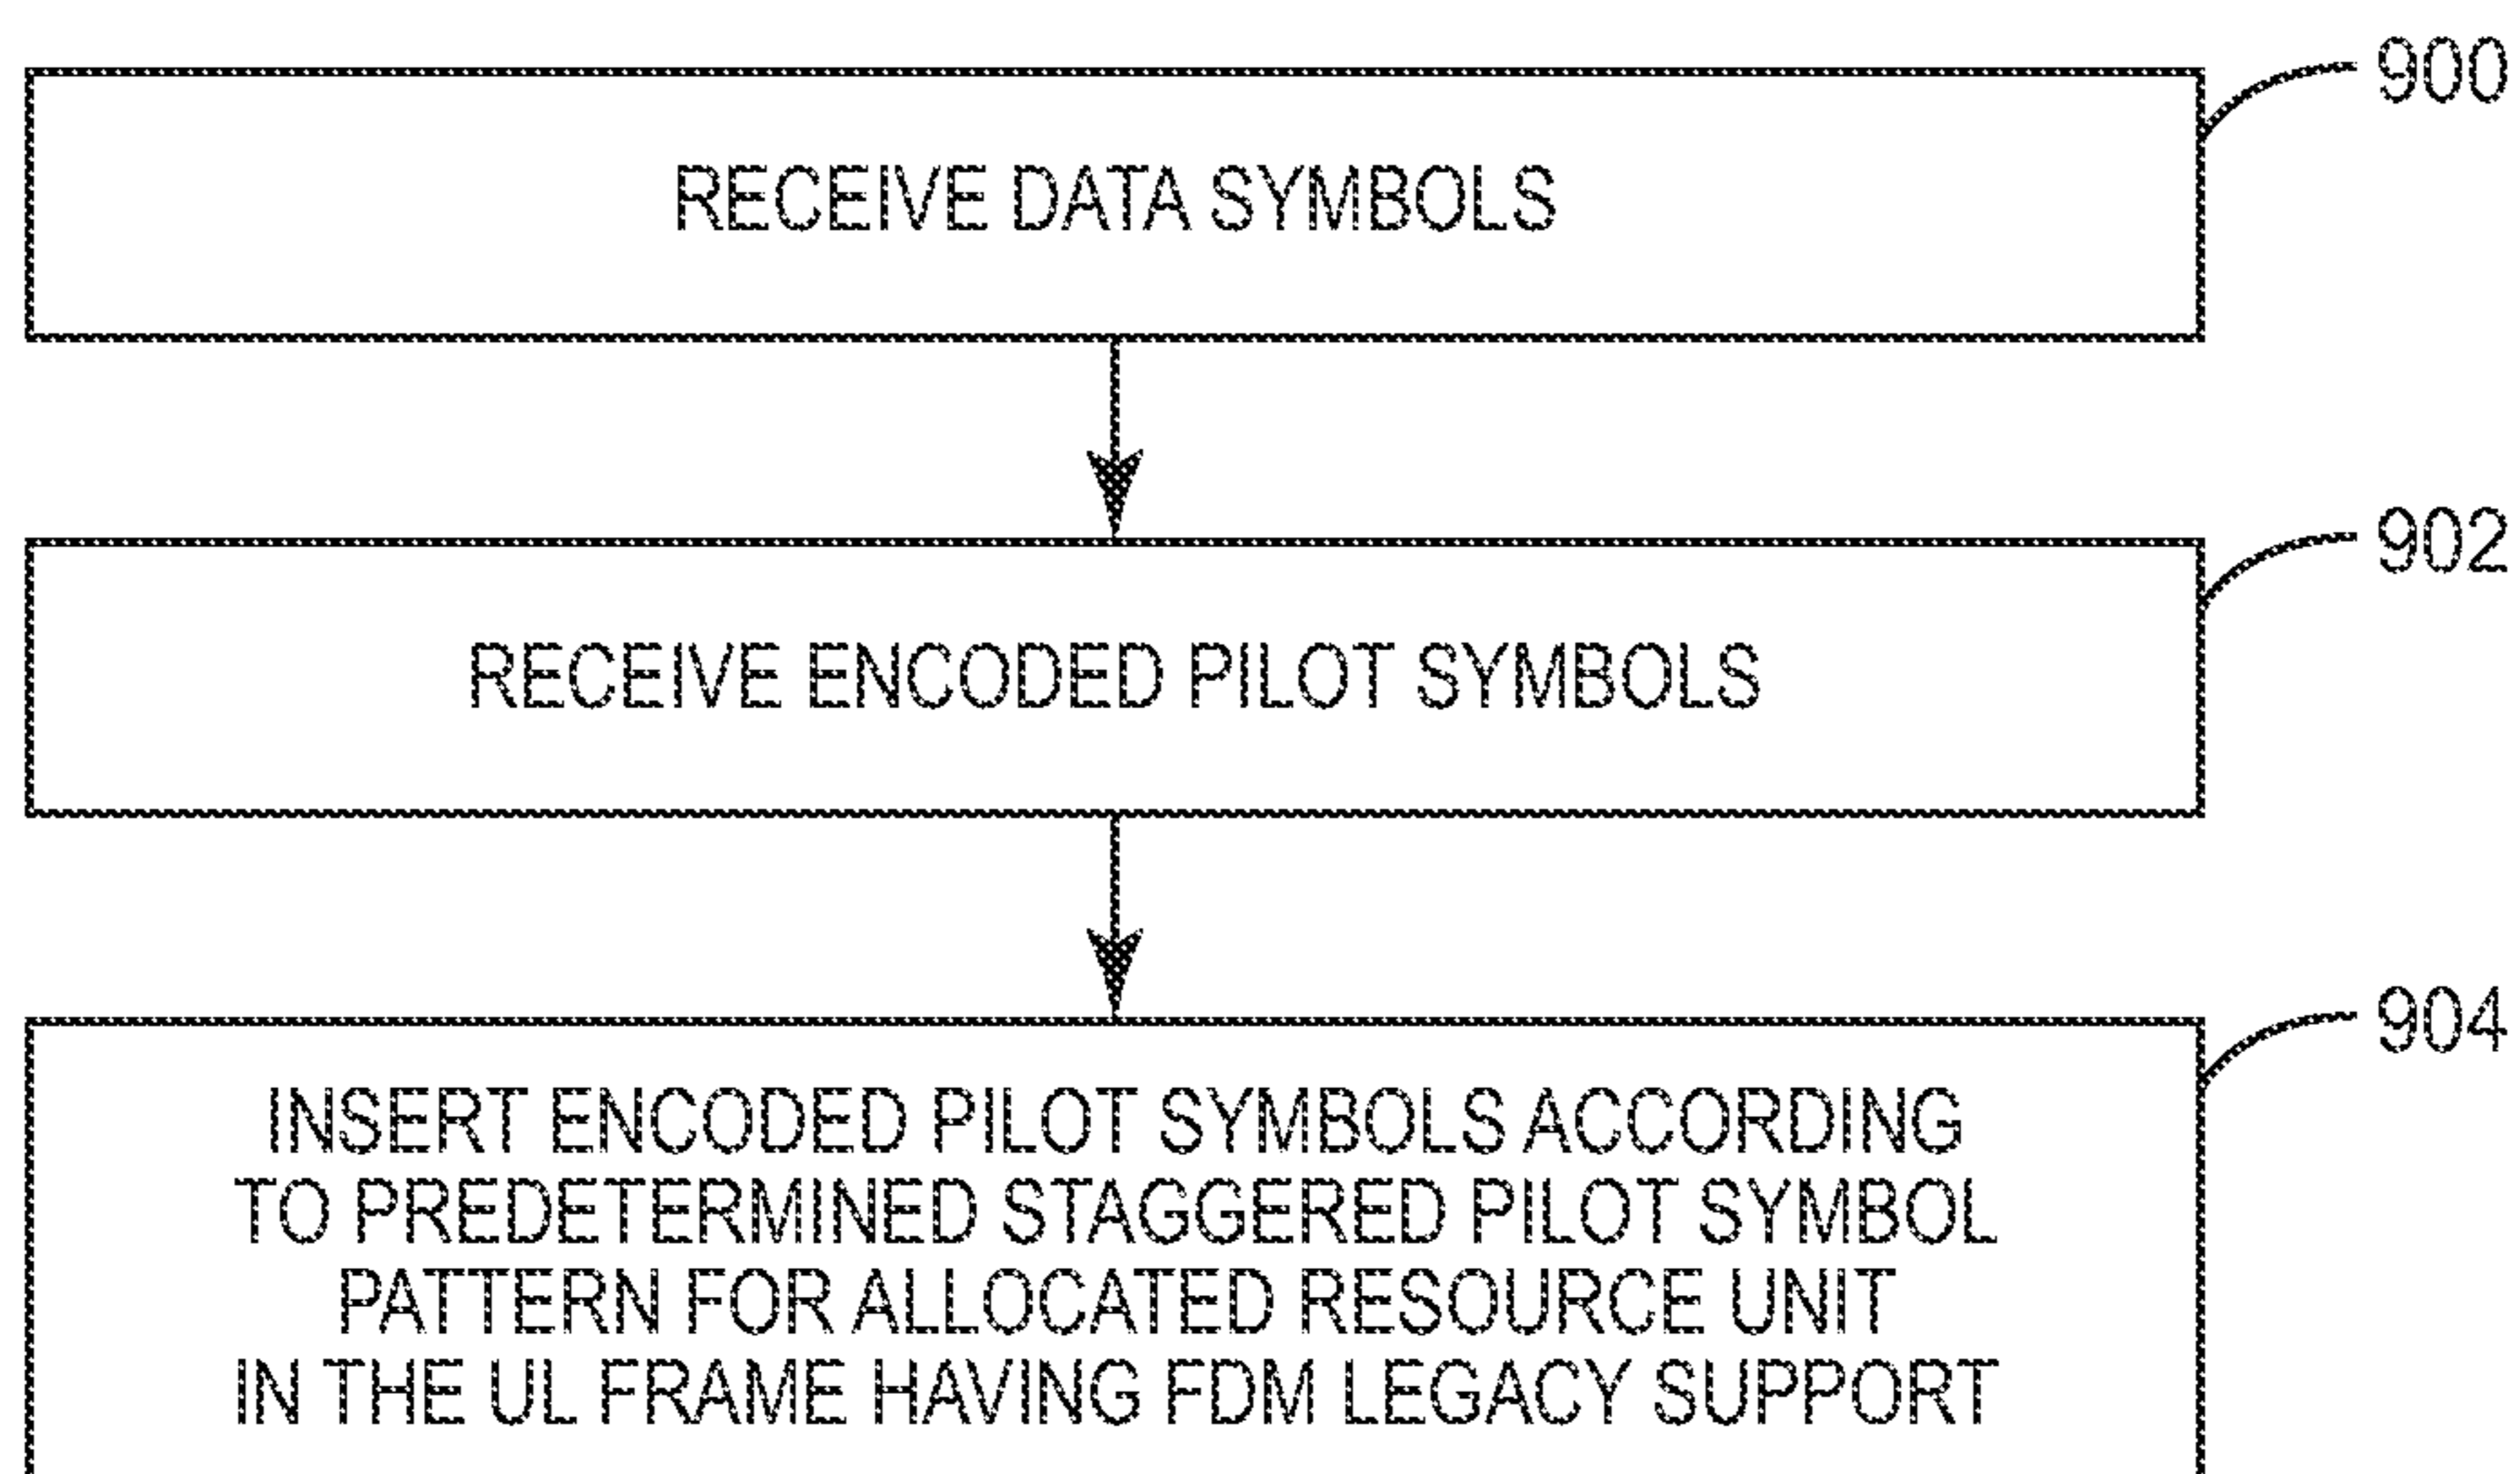 900
RECEIVE DATA SYMBOLS
902
RECEIVE ENCODED PILOT SYMBOLS
904
INSERT ENCODED PILOT SYMBOLS ACCORDING
TO PREDETERMINED STAGGERED PILOT SYMBOL
PATTERN FOR ALLOCATED RESOURCE UNIT
IN THE UL FRAME HAVING FDM LEGACY SUPPORT